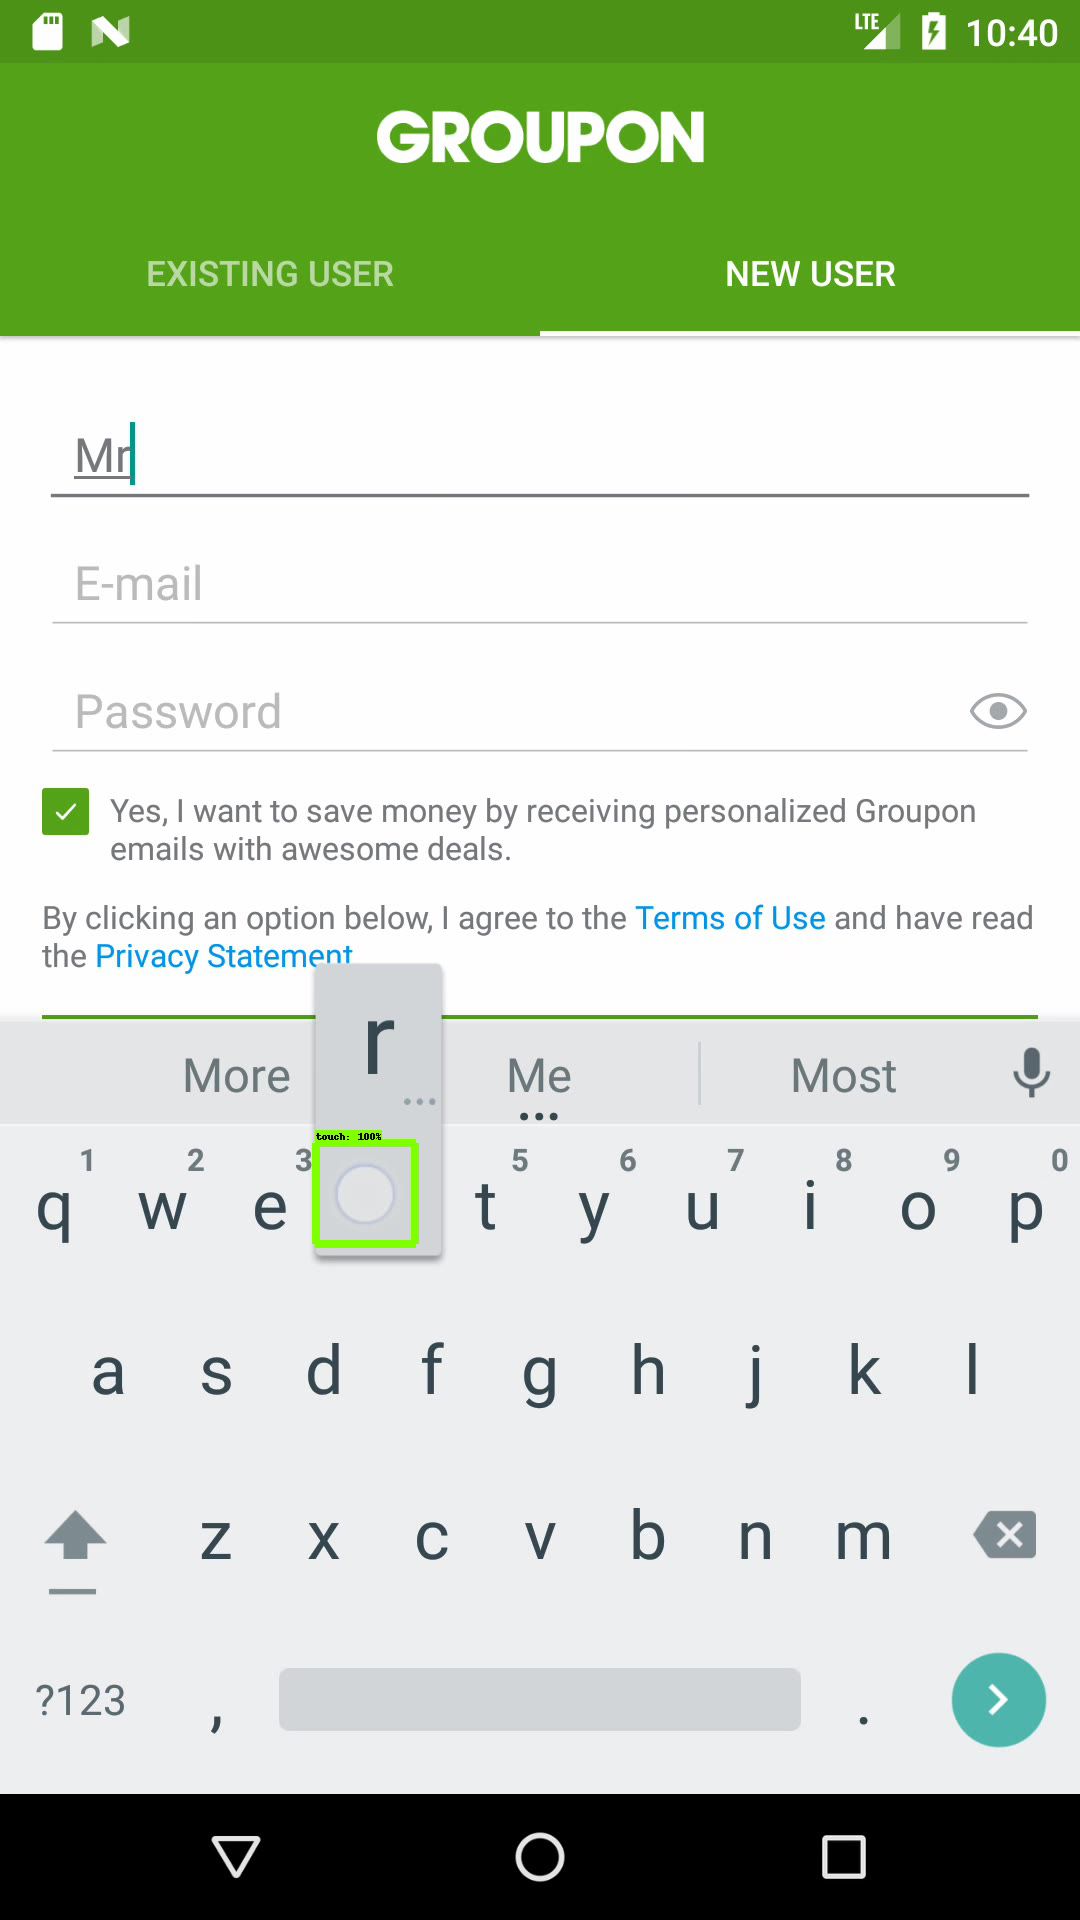 LTE 10:40
GROUPON
EXISTING USER NEW USER
Mr
E-mail
Password
Yes, I want to save money by receiving personalized Groupon
emails with awesome deals.
By clicking an option below, I agree to the Terms of Use and have read
the Privacy Statement
r
More Me Most
touch: 100%
1 2 3 5 6 7 8 9 0
q w e t y u i o p
a s d f g h j k l
z x c v b n m
?123 , .